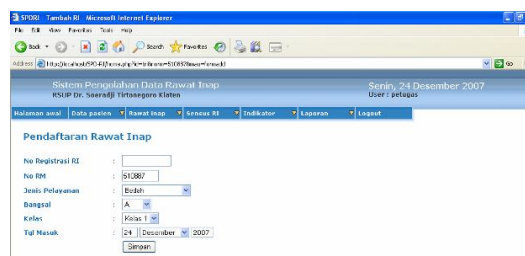 SPDRI - Tambah RI - Microsoft Internet Explorer
File Edit View Favorites Tools Help
Back Search Favorites
Address Go
Sistem Pengolahan Data Rawat Inap
RSUP Dr. Soeradji Tirtonegoro Klaten
Senin, 24 Desember 2007
User : petugas
Halaman awal Data pasien Rawat Inap Sensus RI Indikator Laporan Logout
Pendaftaran Rawat Inap
No Registrasi RI :
No RM : 510887
Jenis Pelayanan : Bedah
Bangsal : A
Kelas : Kelas 1
Tgl Masuk : 24 Desember 2007
Simpan